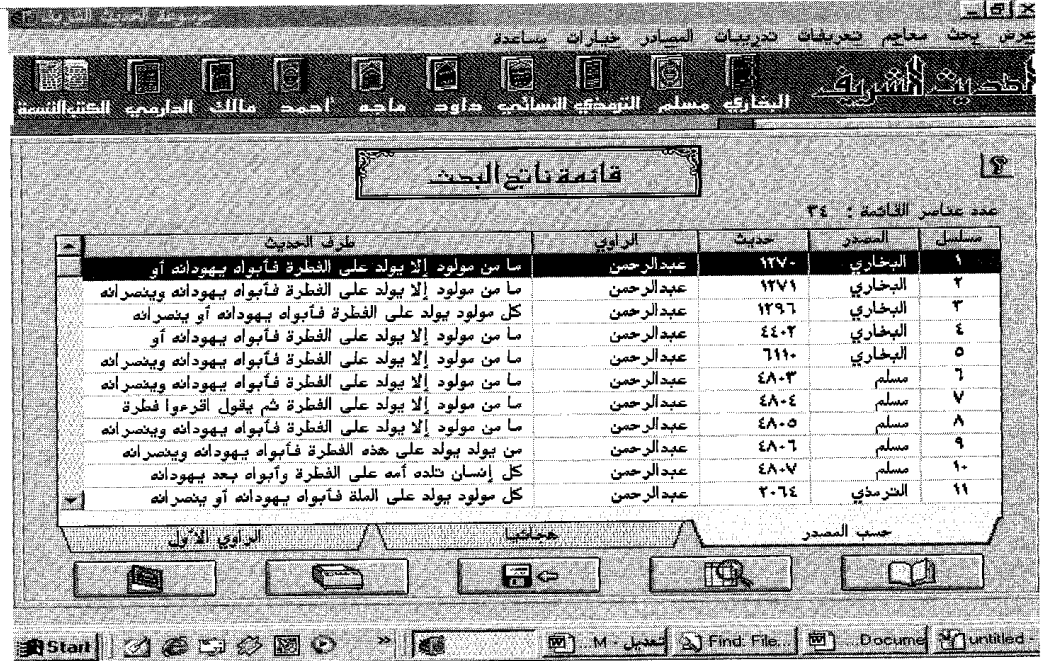 موسوعة الحديث الشريف
عرض بحث معاجم تعريفات تدريبات المصادر خيارات مساعدة
الحديث الشريف
البخاري مسلم الترمذي النسائي داود ماجه أحمد مالك الدارمي الكتب التسعة
قائمة ناتج البحث
عدد عناصر القائمة : ٣٤
مسلسل المصدر حديث الراوي طرف الحديث
١ البخاري ١٢٧٠ عبدالرحمن ما من مولود إلا يولد على الفطرة فأبواه يهودانه أو
٢ البخاري ١٢٧١ عبدالرحمن ما من مولود إلا يولد على الفطرة فأبواه يهودانه وينصرانه
٣ البخاري ١٢٩٦ عبدالرحمن كل مولود يولد على الفطرة فأبواه يهودانه أو ينصرانه
٤ البخاري ٤٤٠٢ عبدالرحمن ما من مولود إلا يولد على الفطرة فأبواه يهودانه أو
٥ البخاري ٦١١٠ عبدالرحمن ما من مولود إلا يولد على الفطرة فأبواه يهودانه وينصرانه
٦ مسلم ٤٨٠٣ عبدالرحمن ما من مولود إلا يولد على الفطرة فأبواه يهودانه وينصرانه
٧ مسلم ٤٨٠٤ عبدالرحمن ما من مولود إلا يولد على الفطرة ثم يقول اقرءوا فطرة
٨ مسلم ٤٨٠٥ عبدالرحمن ما من مولود إلا يولد على الفطرة فأبواه يهودانه وينصرانه
٩ مسلم ٤٨٠٦ عبدالرحمن من يولد يولد على هذه الفطرة فأبواه يهودانه وينصرانه
١٠ مسلم ٤٨٠٧ عبدالرحمن كل إنسان تلده أمه على الفطرة وأبواه بعد يهودانه
١١ الترمذي ٢٠٦٤ عبدالرحمن كل مولود يولد على الملة فأبواه يهودانه أو ينصرانه
حسب المصدر هجائيا الراوي الأول
Start » تعديل - M... Find: File... Docume... untitled -